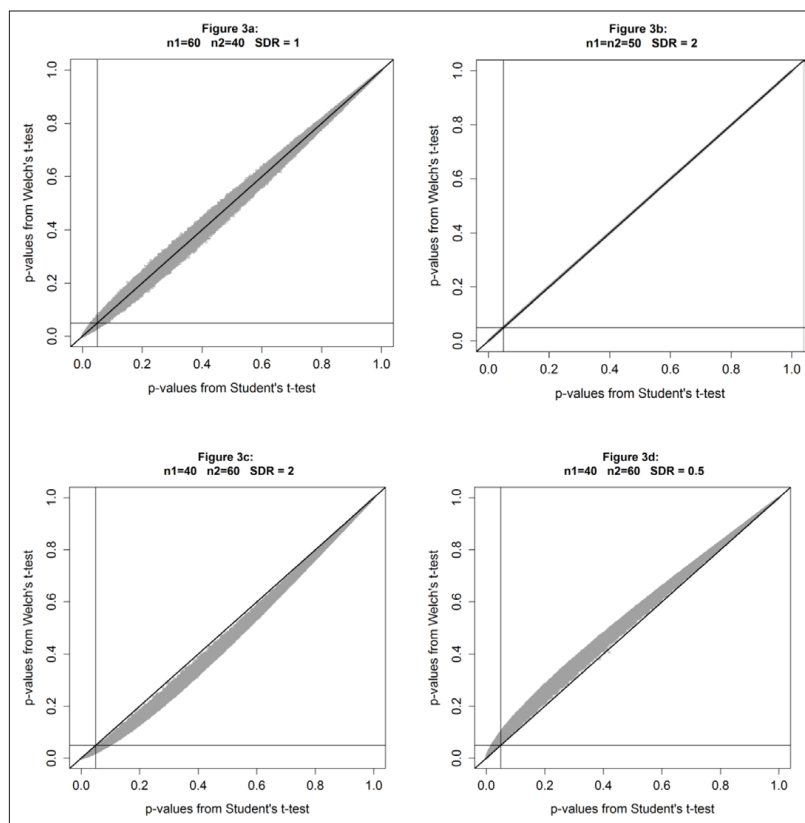 Figure 3a:
n1=60 n2=40 SDR = 1
p-values from Welch's t-test
1.0
0.8
0.6
0.4
0.2
0.0
0.0 0.2 0.4 0.6 0.8 1.0
p-values from Student's t-test
Figure 3b:
n1=n2=50 SDR = 2
p-values from Welch's t-test
1.0
0.8
0.6
0.4
0.2
0.0
0.0 0.2 0.4 0.6 0.8 1.0
p-values from Student's t-test
Figure 3c:
n1=40 n2=60 SDR = 2
p-values from Welch's t-test
1.0
0.8
0.6
0.4
0.2
0.0
0.0 0.2 0.4 0.6 0.8 1.0
p-values from Student's t-test
Figure 3d:
n1=40 n2=60 SDR = 0.5
p-values from Welch's t-test
1.0
0.8
0.6
0.4
0.2
0.0
0.0 0.2 0.4 0.6 0.8 1.0
p-values from Student's t-test